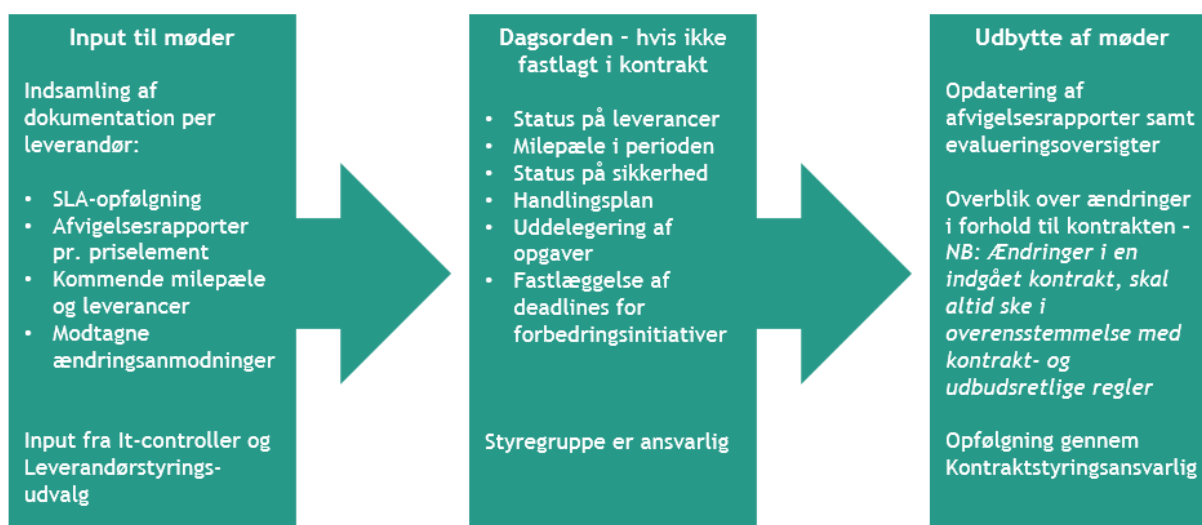 Input til møder
Indsamling af
dokumentation per
leverandør:
• SLA-opfølgning
• Afvigelsesrapporter
pr. priselement
• Kommende milepæle
og leverancer
• Modtagne
ændringsanmodninger
Input fra It-controller og
Leverandørstyrings-
udvalg
Dagsorden - hvis ikke
fastlagt i kontrakt
• Status på leverancer
• Milepæle i perioden
• Status på sikkerhed
• Handlingsplan
• Uddelegering af
opgaver
• Fastlæggelse af
deadlines for
forbedringsinitiativer
Styregruppe er ansvarlig
Udbytte af møder
Opdatering af
afvigelsesrapporter samt
evalueringsoversigter
Overblik over ændringer
i forhold til kontrakten -
NB: Ændringer i en
indgået kontrakt, skal
altid ske i
overensstemmelse med
kontrakt- og
udbudsretlige regler
Opfølgning gennem
Kontraktstyringsansvarlig